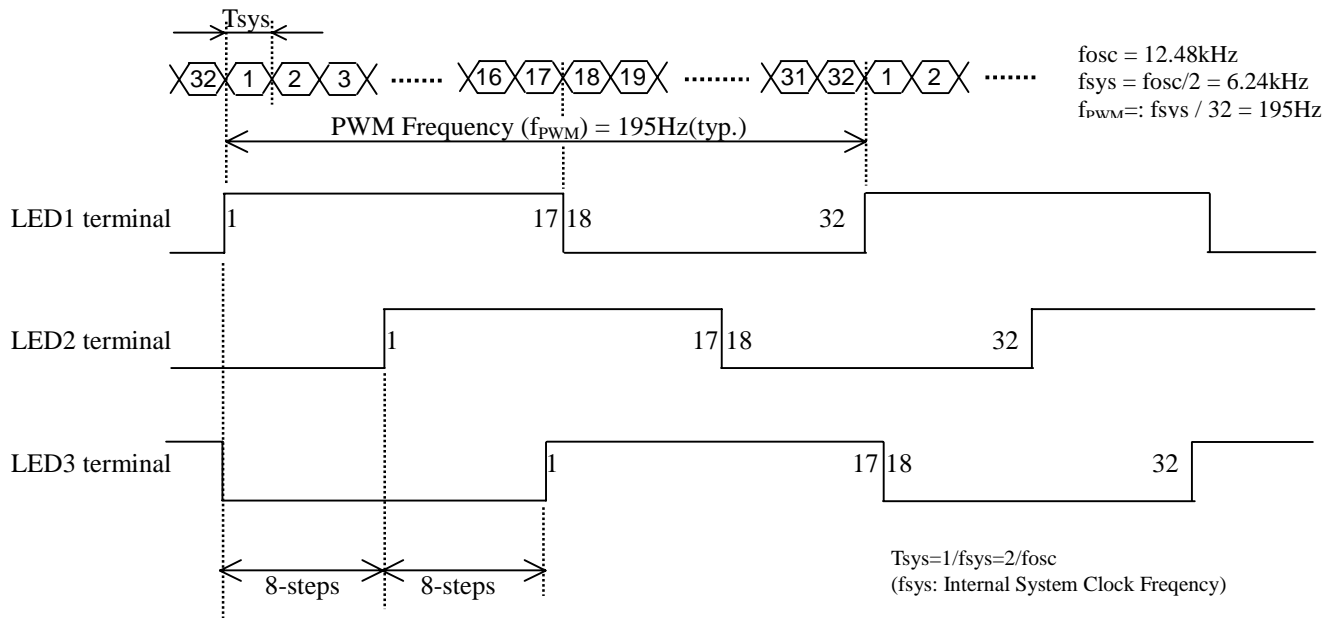 Tsys
32 1 2 3 ...... 16 17 18 19 ...... 31 32 1 2 ......
fosc = 12.48kHz
fsys = fosc/2 = 6.24kHz
fPWM=: fsys / 32 = 195Hz
PWM Frequency (fPWM) = 195Hz(typ.)
LED1 terminal 1 17 18 32
LED2 terminal 1 17 18 32
LED3 terminal 1 17 18 32
8-steps 8-steps
Tsys=1/fsys=2/fosc
(fsys: Internal System Clock Freqency)